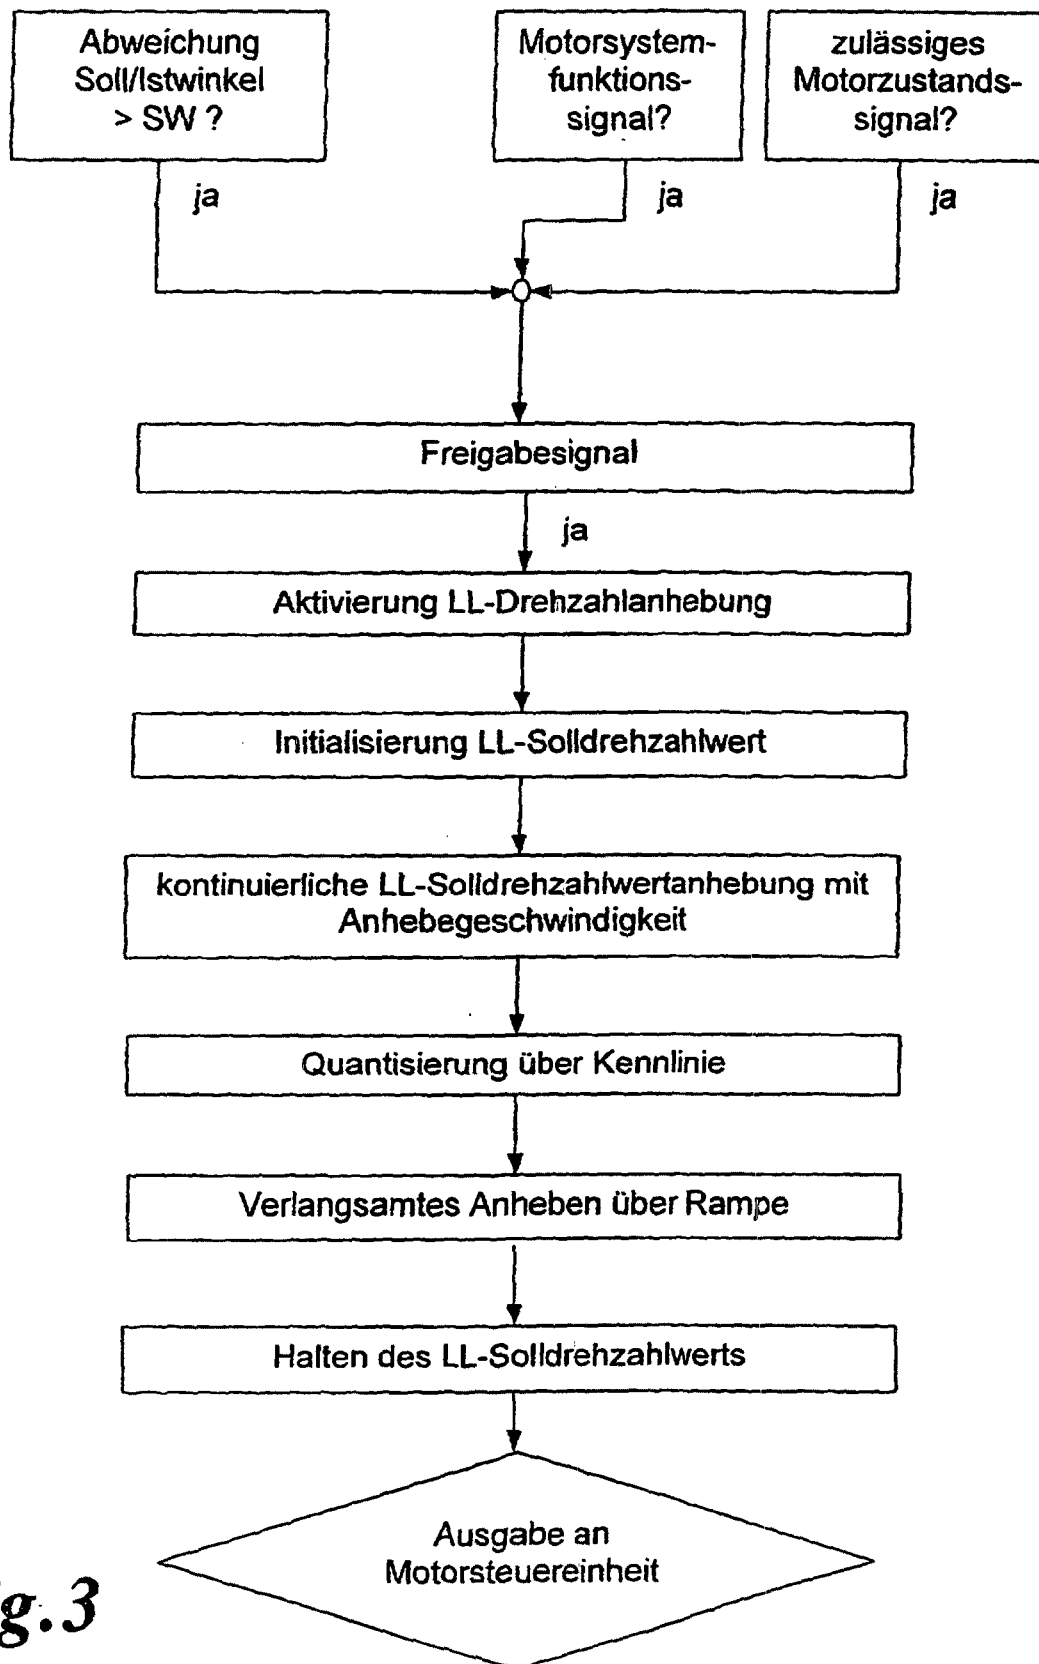 Abweichung
Soll/Istwinkel
> SW ?
Motorsystem-
funktions-
signal?
zulässiges
Motorzustands-
signal?
ja
ja
ja
Freigabesignal
ja
Aktivierung LL-Drehzahlanhebung
Initialisierung LL-Solldrehzahlwert
kontinuierliche LL-Solldrehzahlwertanhebung mit
Anhebegeschwindigkeit
Quantisierung über Kennlinie
Verlangsamtes Anheben über Rampe
Halten des LL-Solldrehzahlwerts
Ausgabe an
Motorsteuereinheit
g.3